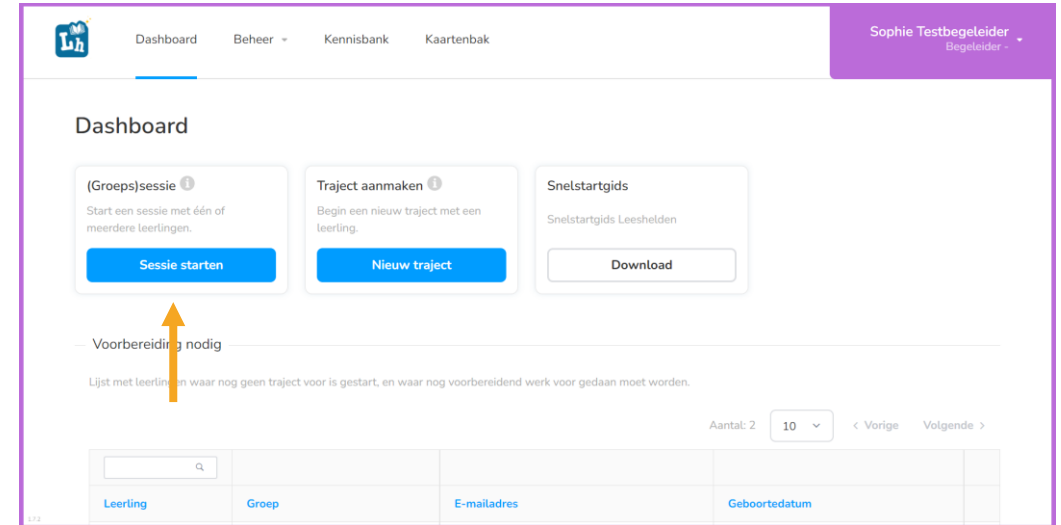 Lh
Dashboard Beheer Kennisbank Kaartenbak
Sophie Testbegeleider
Begeleider -
Dashboard
(Groeps)sessie
Start een sessie met één of
meerdere leerlingen.
Sessie starten
Traject aanmaken
Begin een nieuw traject met een
leerling.
Nieuw traject
Snelstartgids
Snelstartgids Leeshelden
Download
Voorbereiding nodig
Lijst met leerlingen waar nog geen traject voor is gestart, en waar nog voorbereidend werk voor gedaan moet worden.
Aantal: 2 10 < Vorige Volgende >
Leerling Groep E-mailadres Geboortedatum
1.7.2